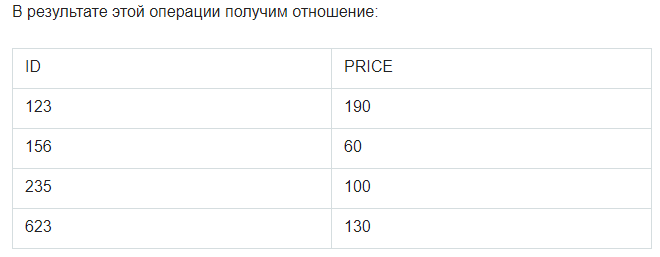 В результате этой операции получим отношение:
ID PRICE
123 190
156 60
235 100
623 130